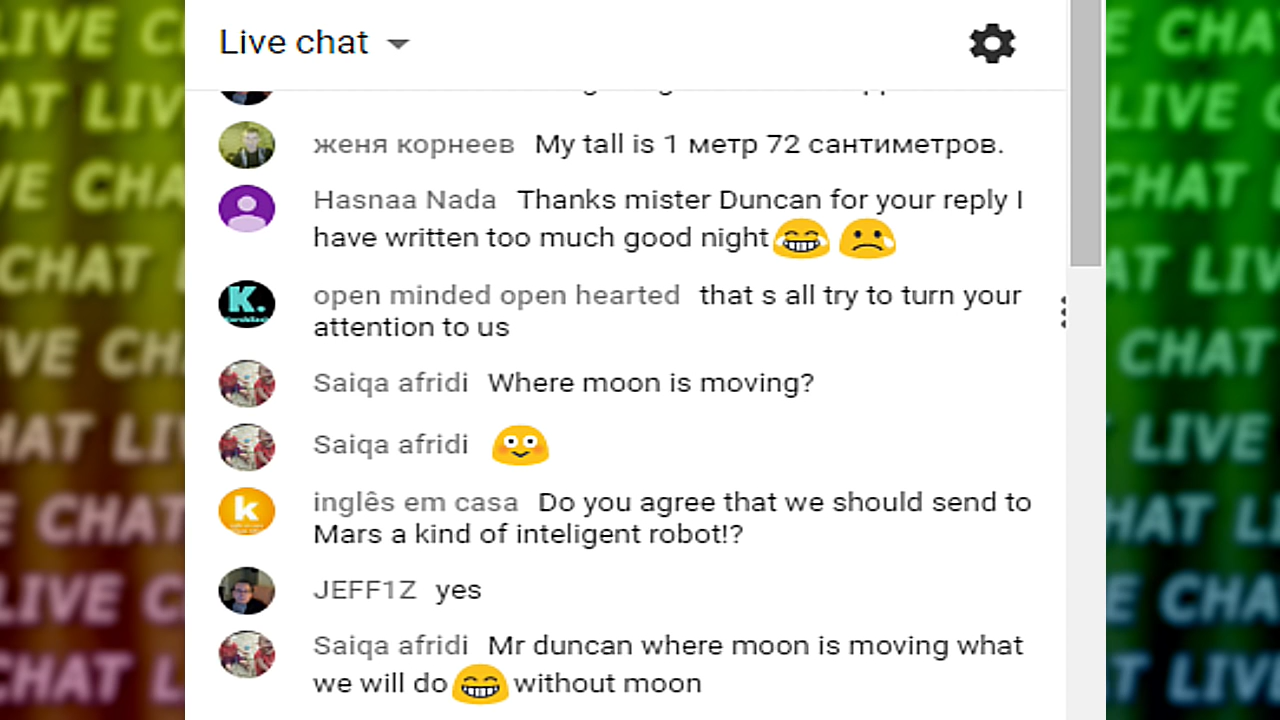 Live chat
женя корнеев My tall is 1 метр 72 сантиметров.
Hasnaa Nada Thanks mister Duncan for your reply I
have written too much good night😂 😢
open minded open hearted that s all try to turn your
attention to us
Saiqa afridi Where moon is moving?
Saiqa afridi 😳
inglês em casa Do you agree that we should send to
Mars a kind of inteligent robot!?
JEFF1Z yes
Saiqa afridi Mr duncan where moon is moving what
we will do😂without moon